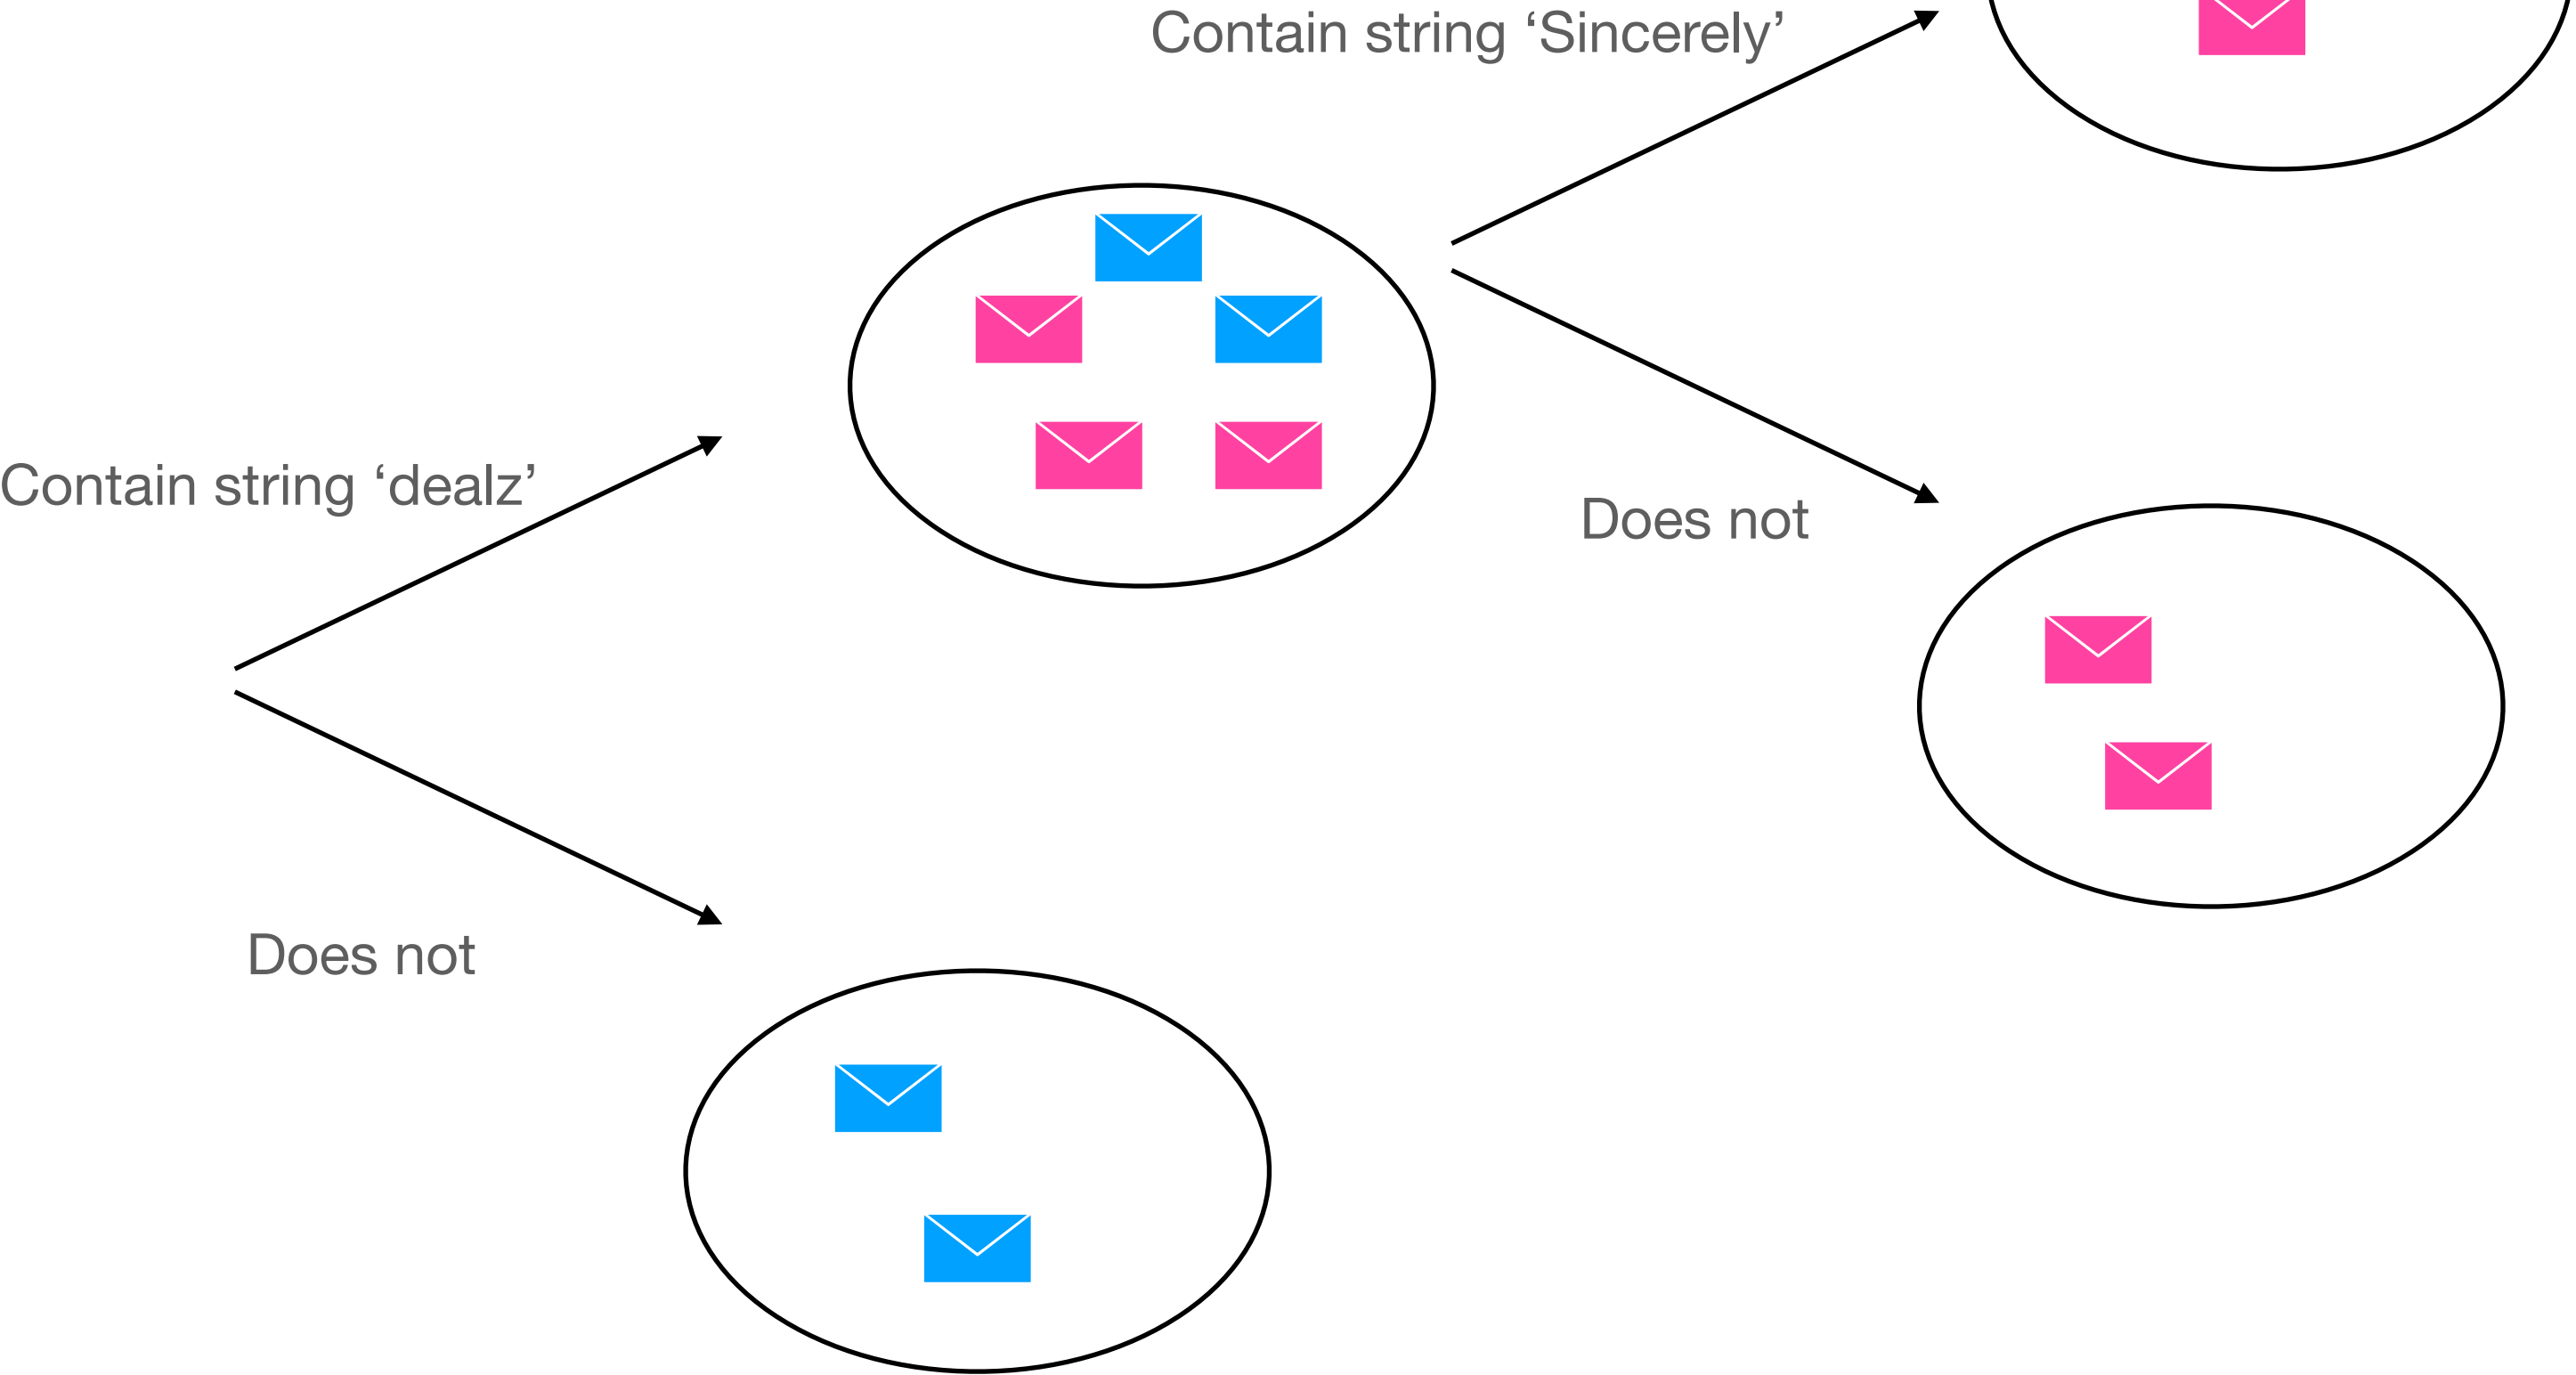 Contain string ‘Sincerely’
Contain string ‘dealz’
Does not
Does not